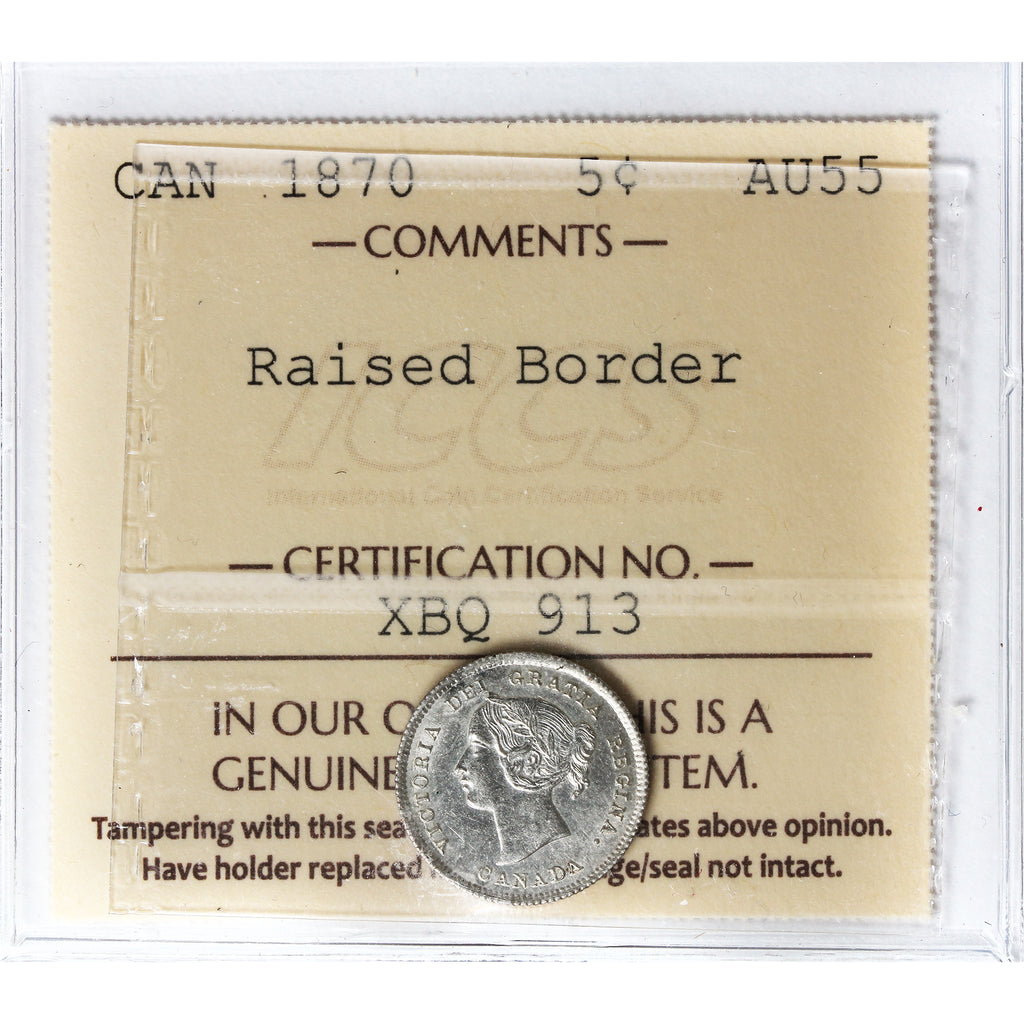 CAN 1870 5¢ AU55
— COMMENTS —
Raised Border
ICCS
International Coin Certification Service
— CERTIFICATION NO. —
XBQ 913
IN OUR O HIS IS A
GENUINE TEM.
Tampering with this sea ates above opinion.
Have holder replaced ge/seal not intact.
VICTORIA DEI GRATIA REGINA.
CANADA